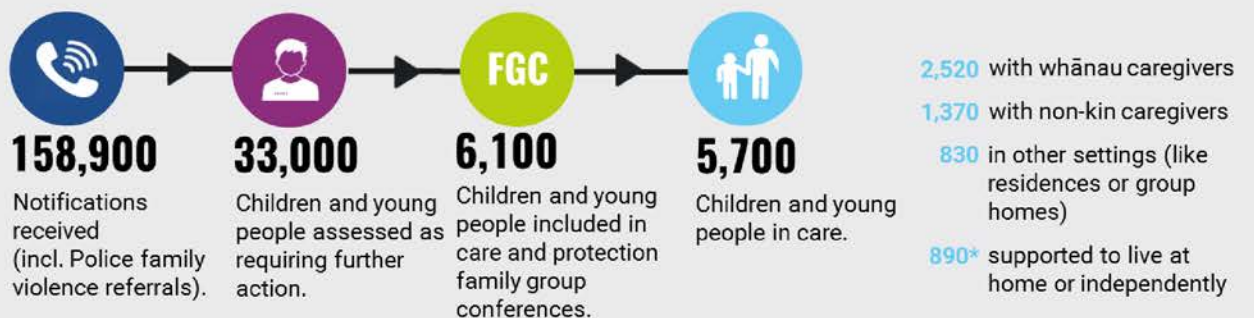 FGC
158,900
Notifications
received
(incl. Police family
violence referrals).
33,000
Children and young
people assessed as
requiring further
action.
6,100
Children and young
people included in
care and protection
family group
conferences.
5,700
Children and young
people in care.
2,520 with whānau caregivers
1,370 with non-kin caregivers
830 in other settings (like
residences or group
homes)
890* supported to live at
home or independently